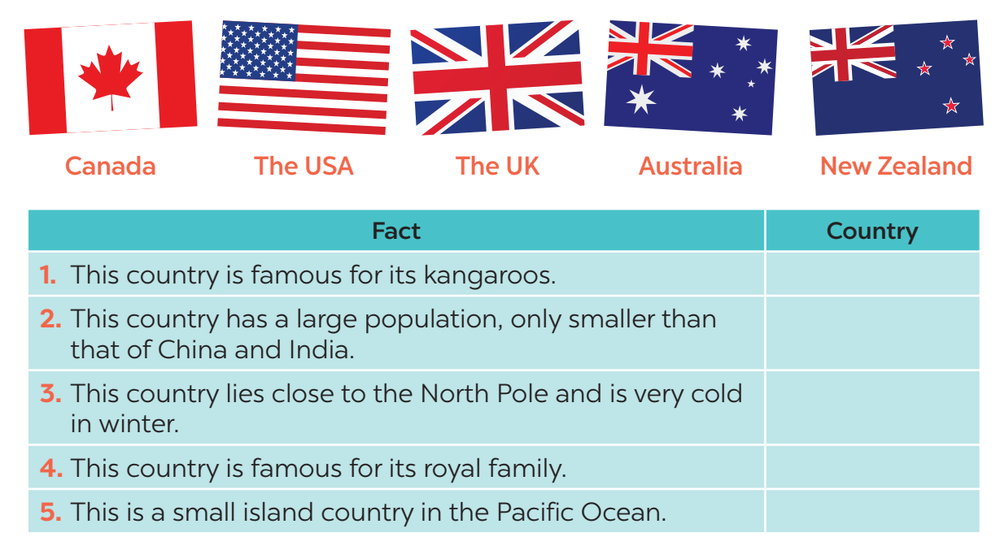 Canada The USA The UK Australia New Zealand
Fact Country
1. This country is famous for its kangaroos.
2. This country has a large population, only smaller than
that of China and India.
3. This country lies close to the North Pole and is very cold
in winter.
4. This country is famous for its royal family.
5. This is a small island country in the Pacific Ocean.